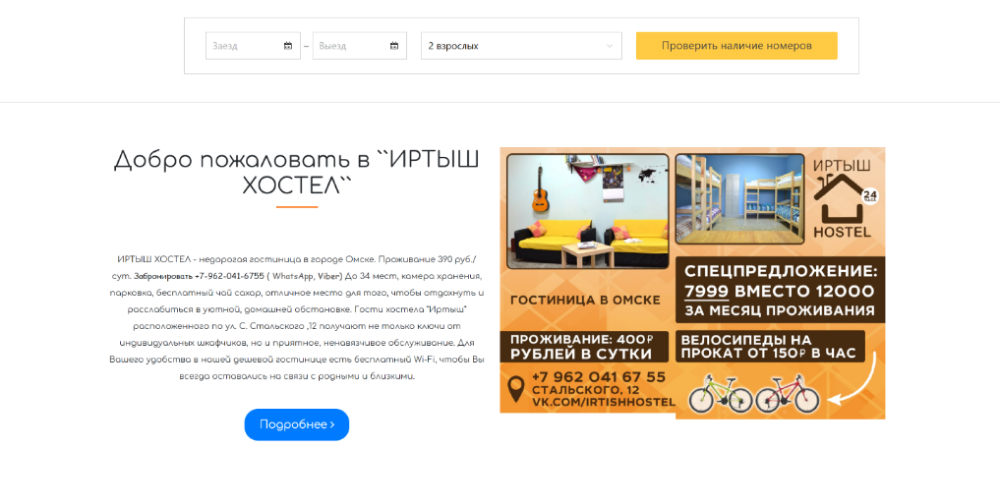 Заезд
–
Выезд
2 взрослых
Проверить наличие номеров
Добро пожаловать в ``ИРТЫШ
ХОСТЕЛ``
ИРТЫШ ХОСТЕЛ - недорогая гостиница в городе Омске. Проживание 390 руб./
сут. Забронировать +7-962-041-6755 ( WhatsApp, Viber) До 34 мест, камера хранения,
парковка, бесплатный чай сахар, отличное место для того, чтобы отдохнуть и
расслабиться в уютной, домашней обстановке. Гости хостела "Иртыш"
расположенного по ул. С. Стальского ,12 получают не только ключи от
индивидуальных шкафчиков, но и приятное, ненавязчивое обслуживание. Для
Вашего удобства в нашей дешевой гостинице есть бесплатный Wi-Fi, чтобы Вы
всегда оставались на связи с родными и близкими.
Подробнее >
ИРТЫШ
24
HOSTEL
ГОСТИНИЦА В ОМСКЕ
СПЕЦПРЕДЛОЖЕНИЕ:
7999 ВМЕСТО 12000
ЗА МЕСЯЦ ПРОЖИВАНИЯ
ПРОЖИВАНИЕ: 400₽
РУБЛЕЙ В СУТКИ
ВЕЛОСИПЕДЫ НА
ПРОКАТ ОТ 150₽ В ЧАС
+7 962 041 67 55
СТАЛЬСКОГО, 12
VK.COM/IRTISHHOSTEL